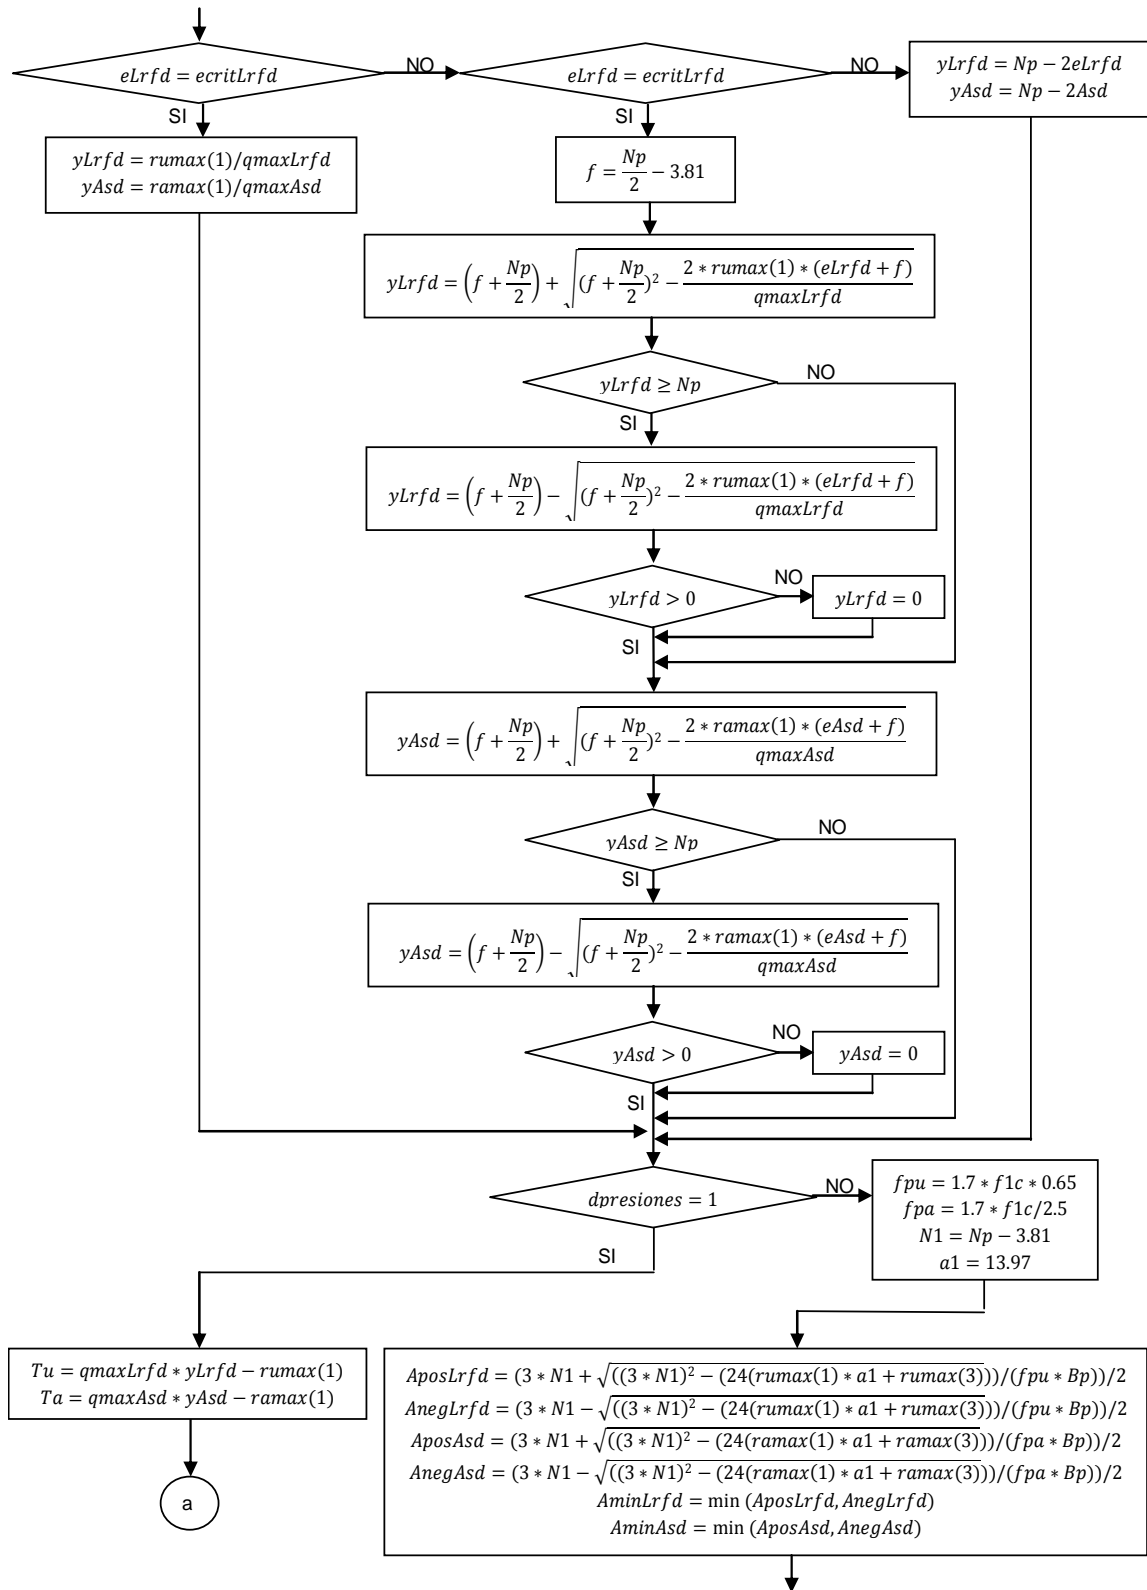 eLrfd = ecritLrfd
NO
eLrfd = ecritLrfd
NO
yLrfd = Np − 2eLrfd
yAsd = Np − 2Asd
SI
SI
yLrfd = rumax(1)/qmaxLrfd
yAsd = ramax(1)/qmaxAsd
f = Np/2 − 3.81
yLrfd = (f + Np/2) + √((f + Np/2)² − 2 * rumax(1) * (eLrfd + f)/qmaxLrfd)
yLrfd ≥ Np
NO
SI
yLrfd = (f + Np/2) − √((f + Np/2)² − 2 * rumax(1) * (eLrfd + f)/qmaxLrfd)
yLrfd > 0
NO
yLrfd = 0
SI
yAsd = (f + Np/2) + √((f + Np/2)² − 2 * ramax(1) * (eAsd + f)/qmaxAsd)
yAsd ≥ Np
NO
SI
yAsd = (f + Np/2) − √((f + Np/2)² − 2 * ramax(1) * (eAsd + f)/qmaxAsd)
yAsd > 0
NO
yAsd = 0
SI
dpresiones = 1
NO
fpu = 1.7 * f1c * 0.65
fpa = 1.7 * f1c/2.5
N1 = Np − 3.81
a1 = 13.97
SI
Tu = qmaxLrfd * yLrfd − rumax(1)
Ta = qmaxAsd * yAsd − ramax(1)
a
AposLrfd = (3 * N1 + √((3 * N1)² − (24(rumax(1) * a1 + rumax(3)))/(fpu * Bp))/2
AnegLrfd = (3 * N1 − √((3 * N1)² − (24(rumax(1) * a1 + rumax(3)))/(fpu * Bp))/2
AposAsd = (3 * N1 + √((3 * N1)² − (24(ramax(1) * a1 + ramax(3)))/(fpa * Bp))/2
AnegAsd = (3 * N1 − √((3 * N1)² − (24(ramax(1) * a1 + ramax(3)))/(fpa * Bp))/2
AminLrfd = min (AposLrfd, AnegLrfd)
AminAsd = min (AposAsd, AnegAsd)